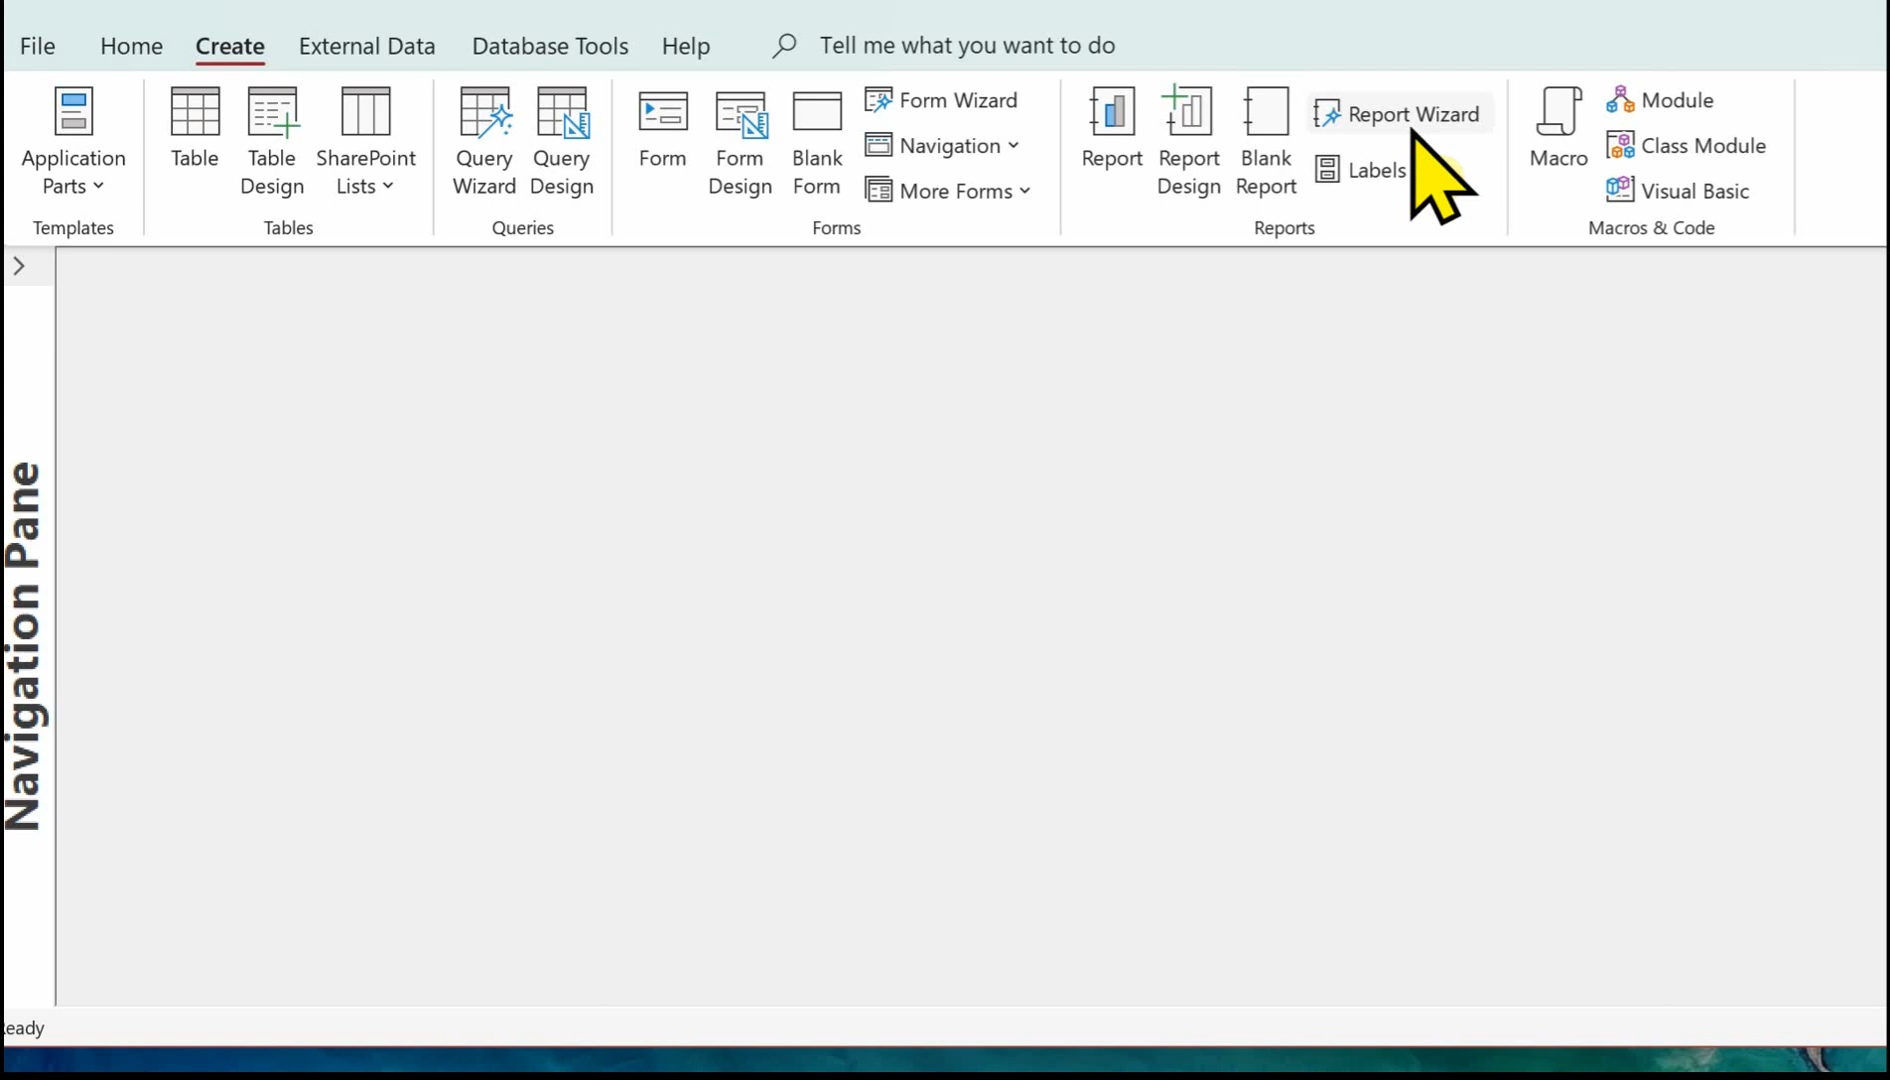 File Home Create External Data Database Tools Help Tell me what you want to do
Application Parts
Templates
Table
Table Design
SharePoint Lists
Tables
Query Wizard
Query Design
Queries
Form
Form Design
Blank Form
Form Wizard
Navigation
More Forms
Forms
Report
Report Design
Blank Report
Report Wizard
Labels
Reports
Macro
Module
Class Module
Visual Basic
Macros & Code
Navigation Pane
eady